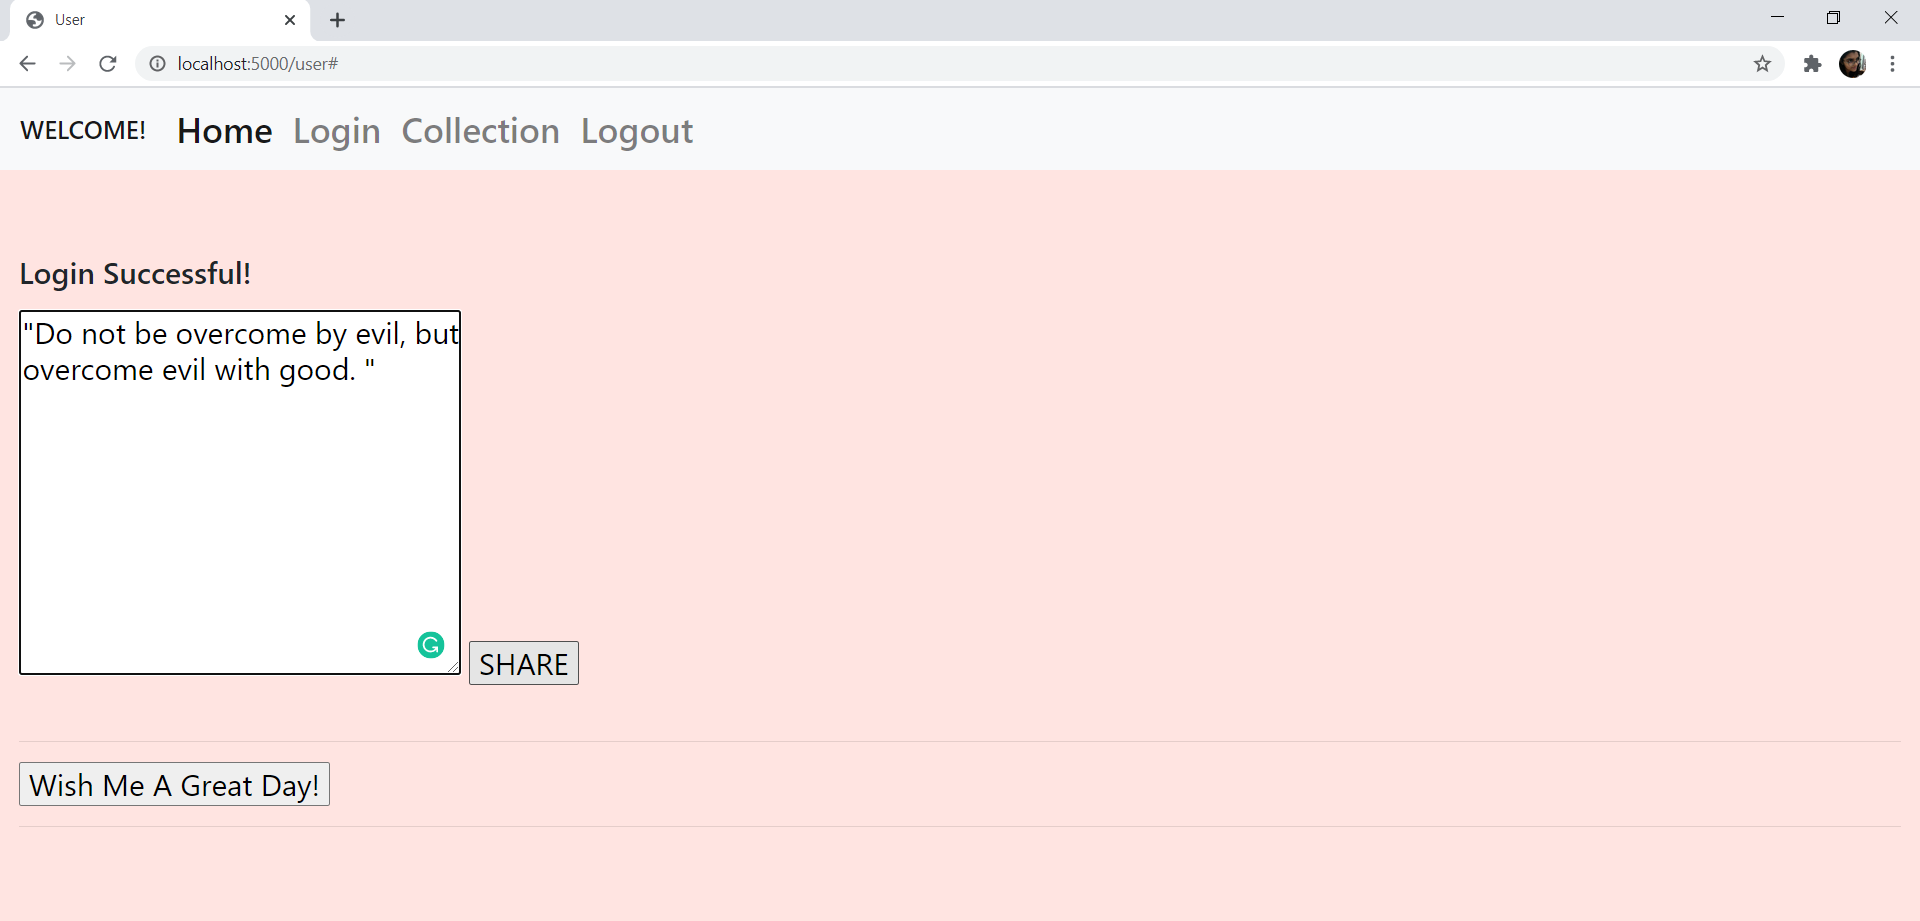 User
localhost:5000/user#
WELCOME! Home Login Collection Logout
Login Successful!
"Do not be overcome by evil, but
overcome evil with good. "
SHARE
Wish Me A Great Day!